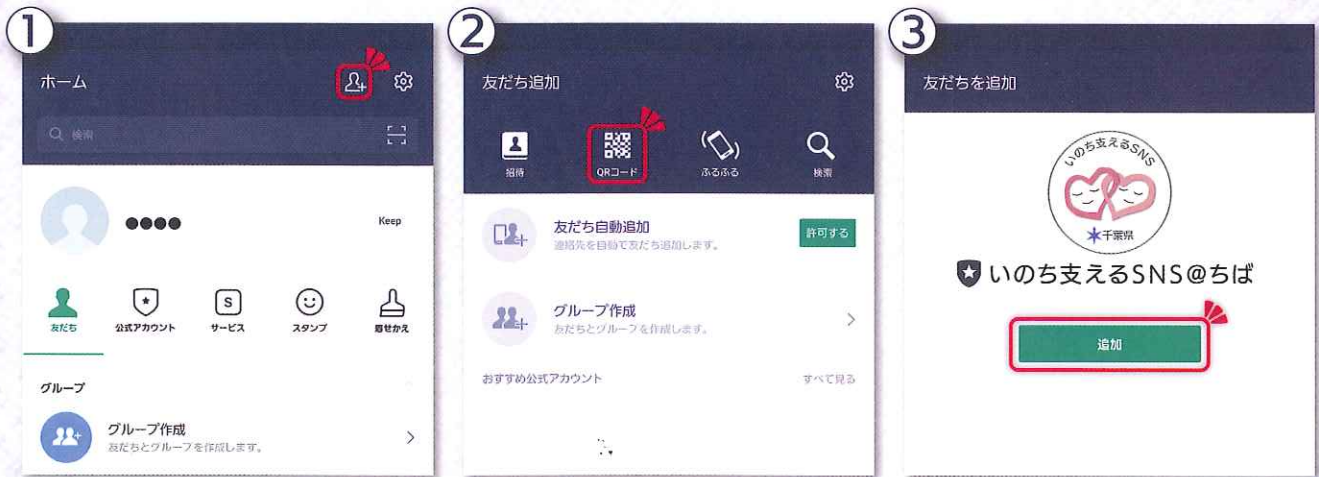 ①
ホーム
検索
●●●●
Keep
友だち
公式アカウント
サービス
スタンプ
着せかえ
グループ
グループ作成
友だちとグループを作成します。
②
友だち追加
招待
QRコード
ふるふる
検索
友だち自動追加
連絡先を自動で友だち追加します。
許可する
グループ作成
友だちとグループを作成します。
おすすめ公式アカウント
すべて見る
③
友だちを追加
いのち支えるSNS
千葉県
いのち支えるSNS@ちば
追加